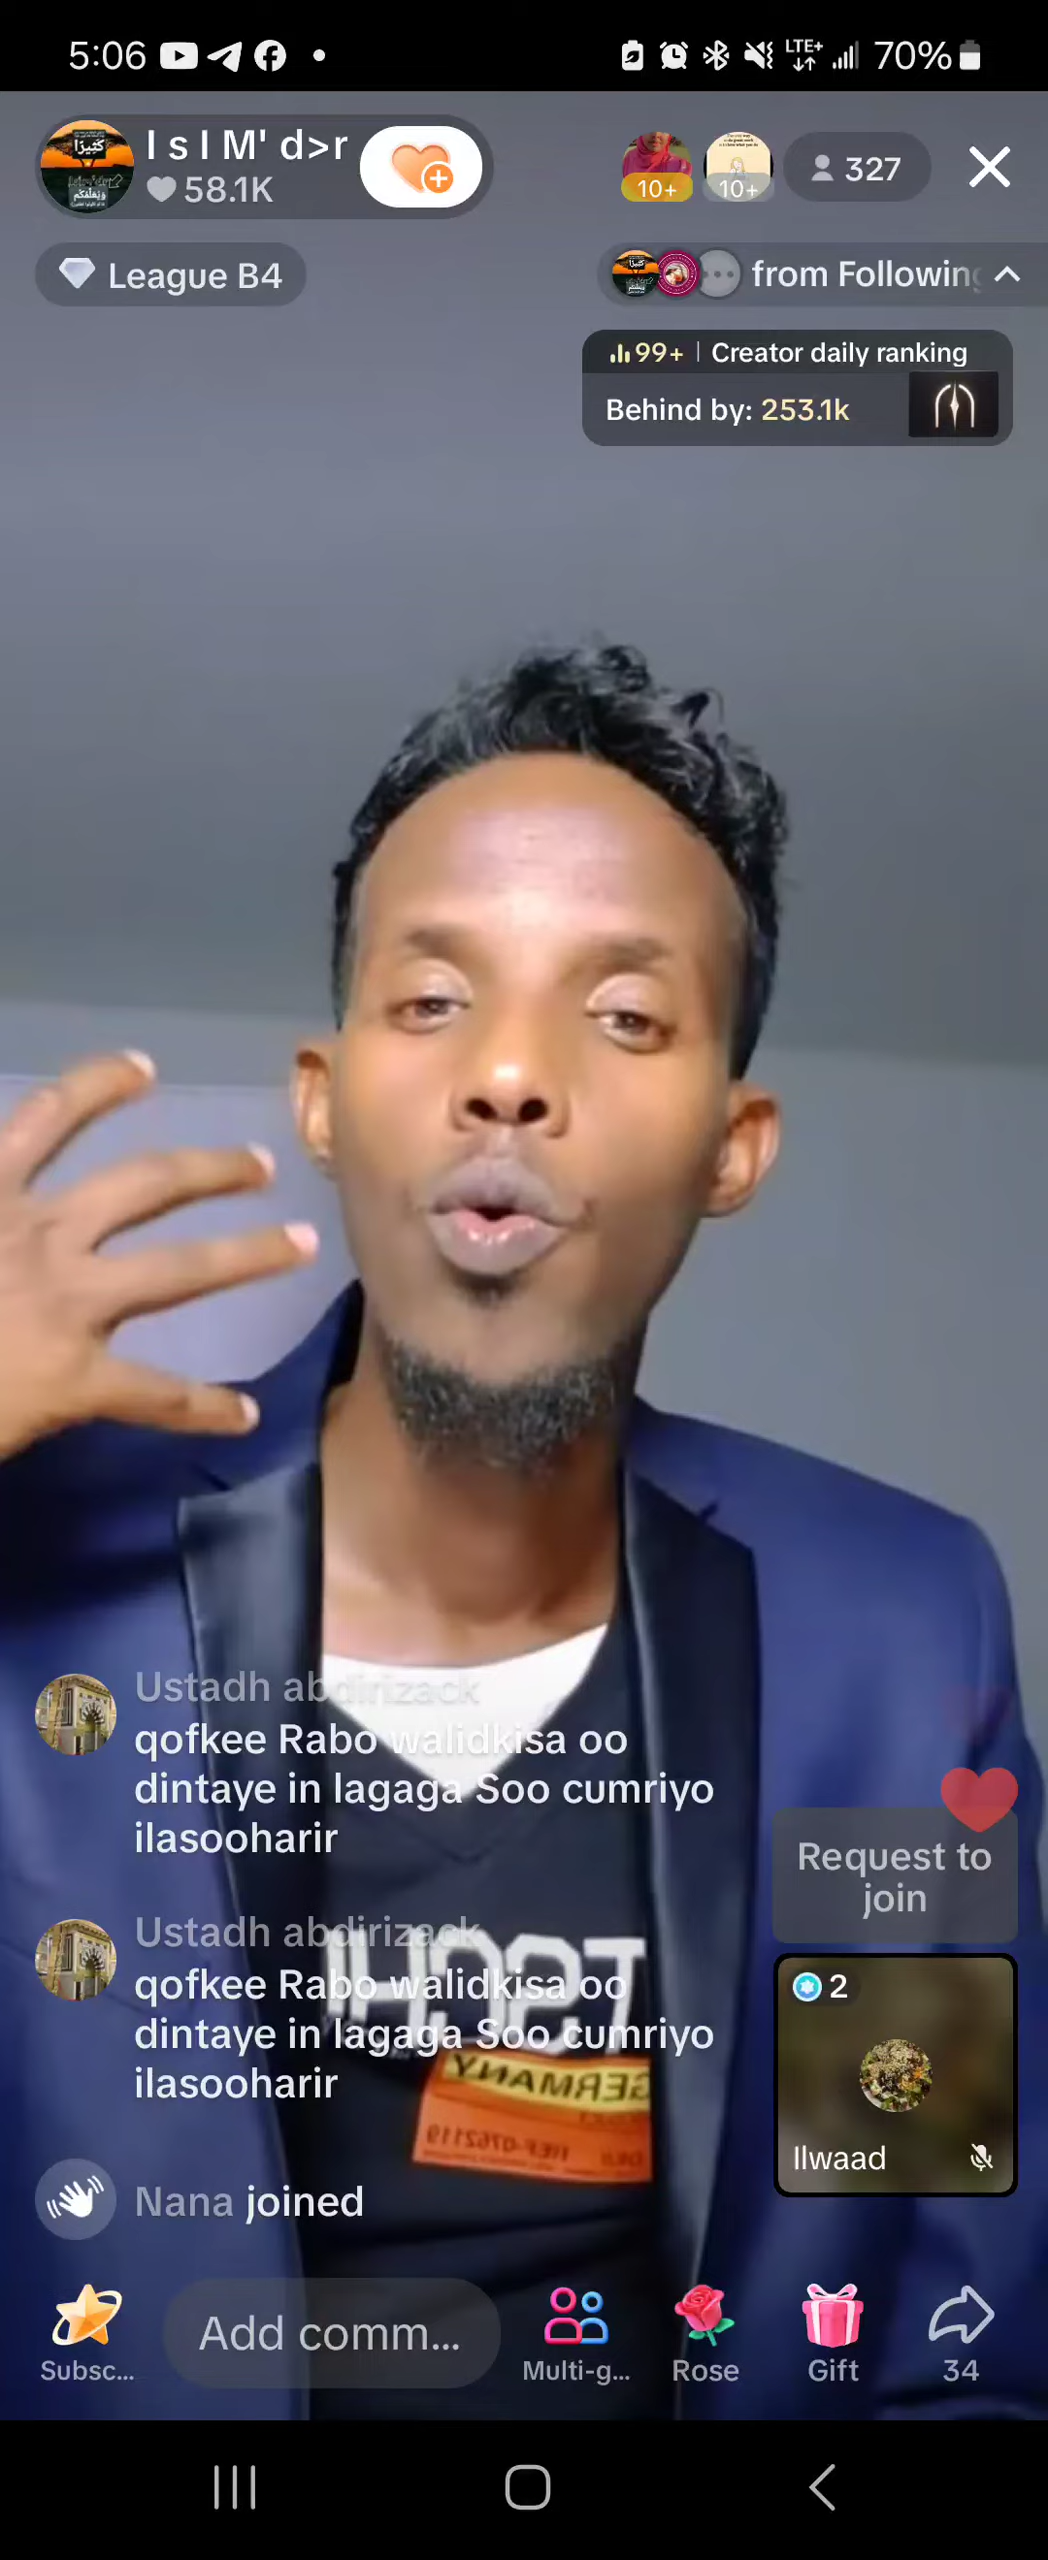 5:06
LTE+
70%
I s I M' d>r
58.1K
10+
10+
327
League B4
from Following
99+ | Creator daily ranking
Behind by: 253.1k
Ustadh abdirizack
qofkee Rabo walidkisa oo
dintaye in lagaga Soo cumriyo
ilasooharir
Ustadh abdirizack
qofkee Rabo walidkisa oo
dintaye in lagaga Soo cumriyo
ilasooharir
Request to
join
2
Ilwaad
GERMANY
Nana joined
Subsc...
Add comm...
Multi-g...
Rose
Gift
34